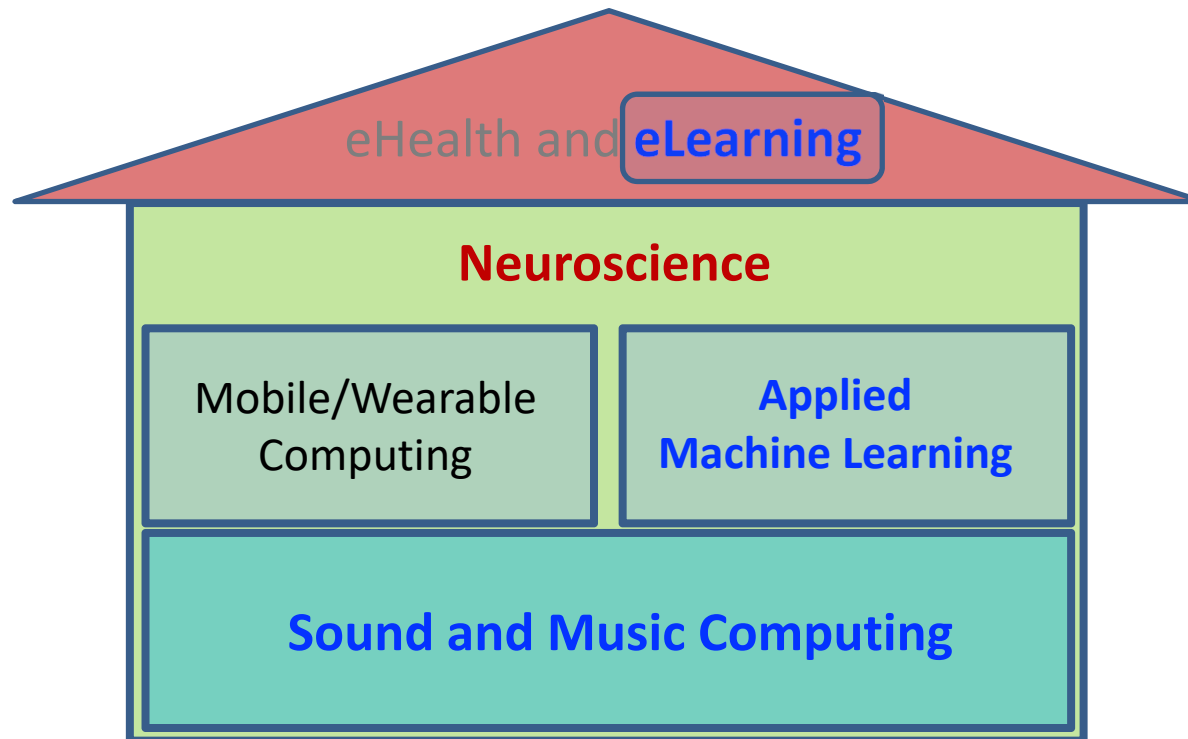 eHealth and eLearning
Neuroscience
Mobile/Wearable
Computing
Applied
Machine Learning
Sound and Music Computing